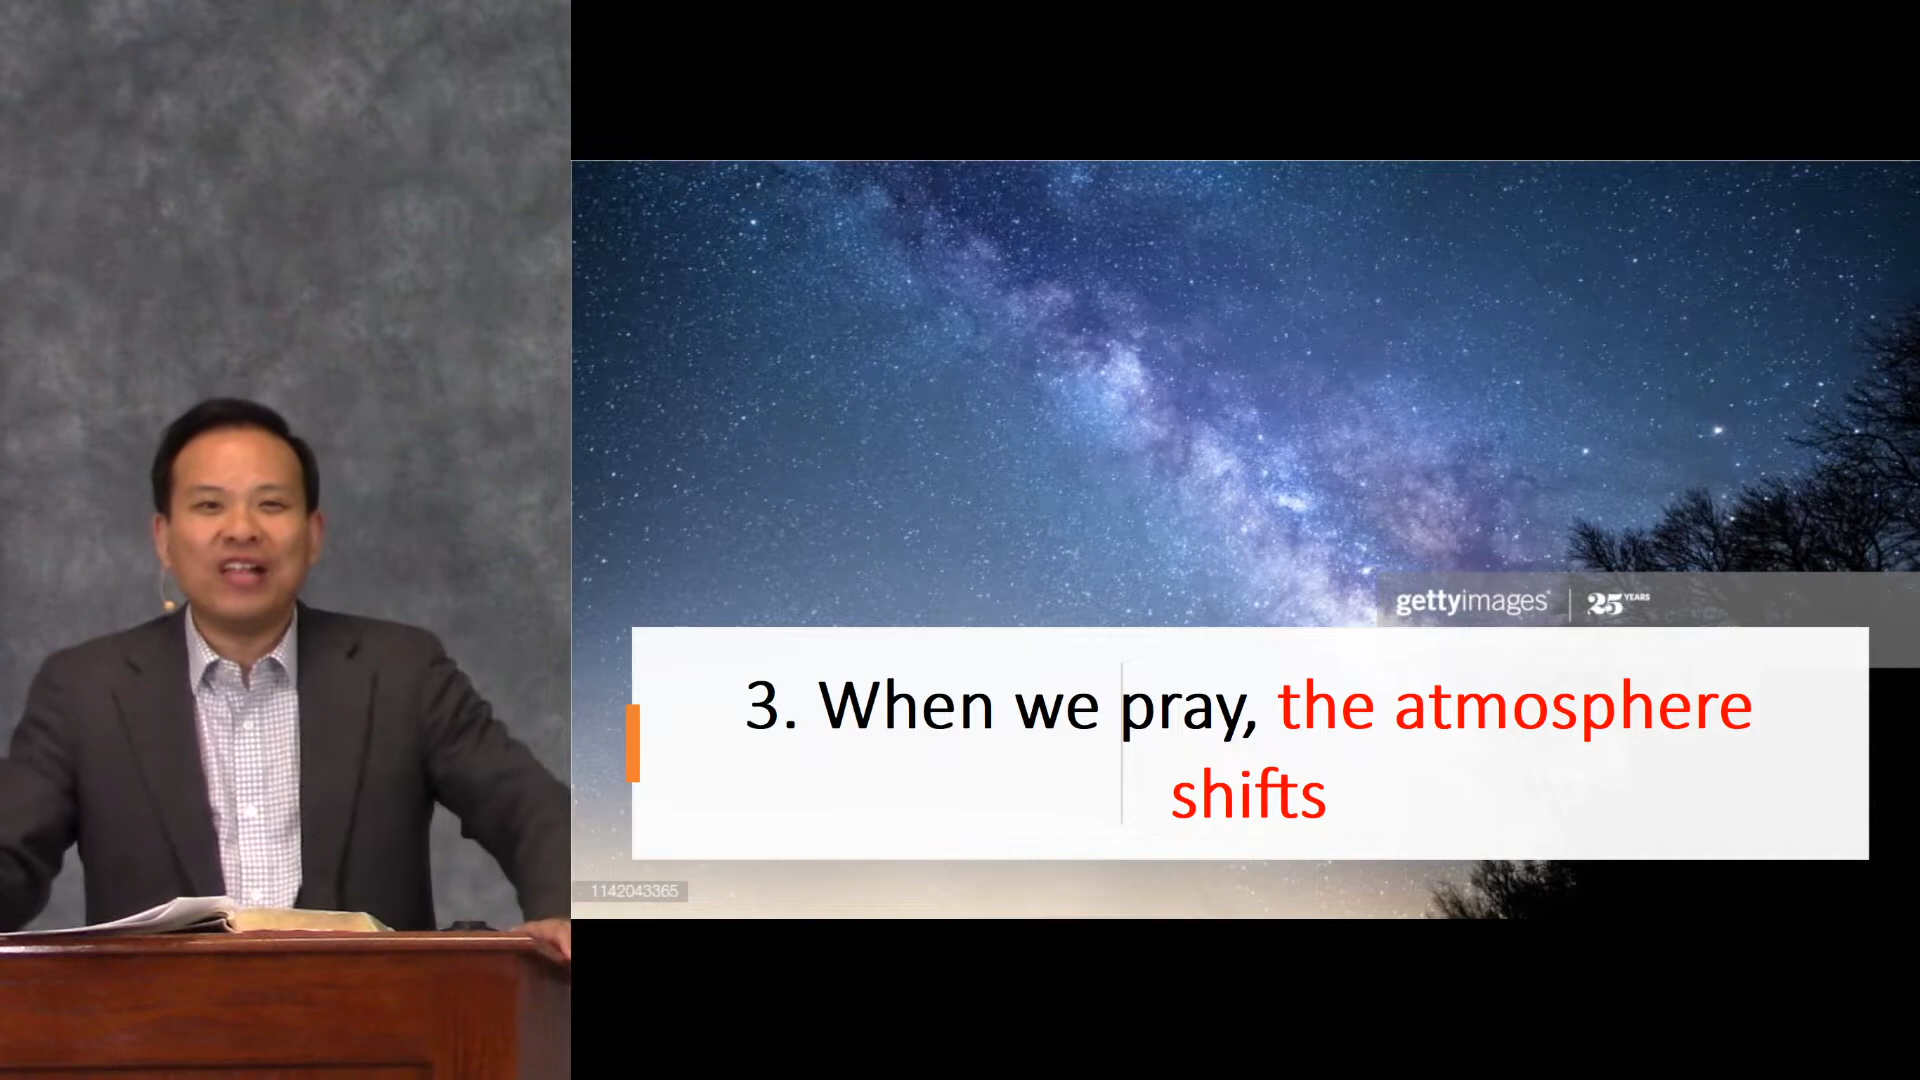 gettyimages® | 25 YEARS
3. When we pray, the atmosphere
shifts
1142043365